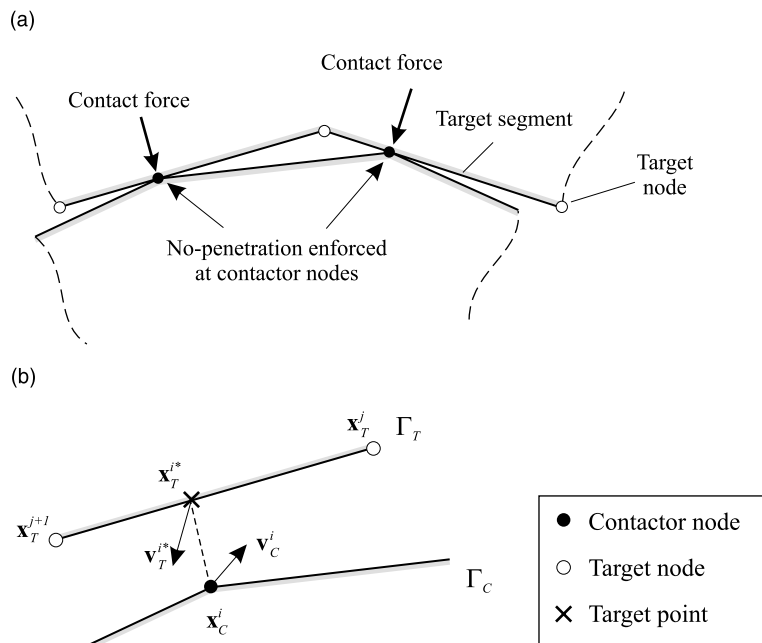 (a)
Contact force
Contact force
Target segment
Target
node
No-penetration enforced
at contactor nodes
(b)
x_T^j
Γ_T
x_T^{i*}
x_T^{j+1}
v_T^{i*}
v_C^i
x_C^i
Γ_C
Contactor node
Target node
Target point